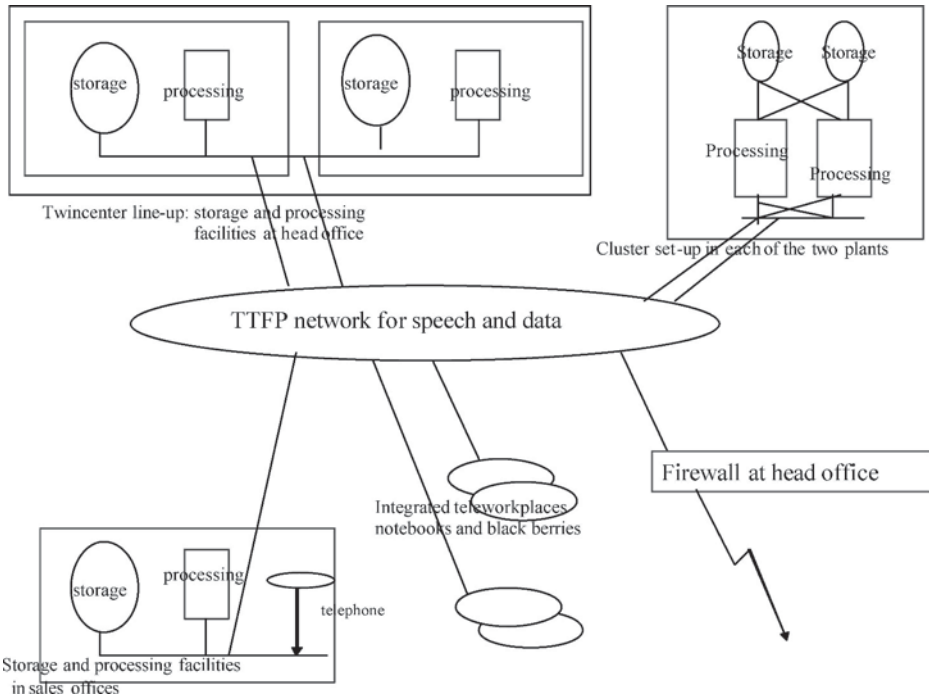 storage
processing
storage
processing
Storage
Storage
Processing
Processing
Twincenter line-up: storage and processing
facilities at head office
Cluster set-up in each of the two plants
TTFP network for speech and data
Firewall at head office
Integrated teleworkplaces
notebooks and black berries
storage
processing
telephone
Storage and processing facilities
in sales offices